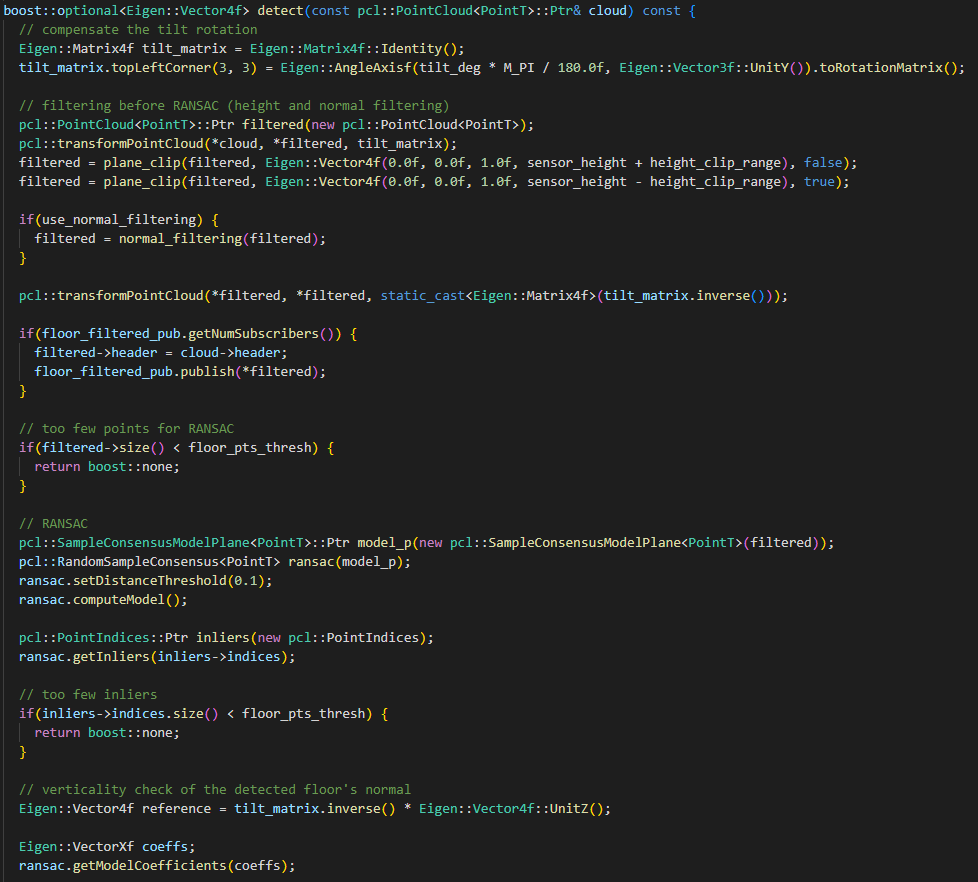 boost::optional<Eigen::Vector4f> detect(const pcl::PointCloud<PointT>::Ptr& cloud) const {
// compensate the tilt rotation
Eigen::Matrix4f tilt_matrix = Eigen::Matrix4f::Identity();
tilt_matrix.topLeftCorner(3, 3) = Eigen::AngleAxisf(tilt_deg * M_PI / 180.0f, Eigen::Vector3f::UnitY()).toRotationMatrix();
// filtering before RANSAC (height and normal filtering)
pcl::PointCloud<PointT>::Ptr filtered(new pcl::PointCloud<PointT>);
pcl::transformPointCloud(*cloud, *filtered, tilt_matrix);
filtered = plane_clip(filtered, Eigen::Vector4f(0.0f, 0.0f, 1.0f, sensor_height + height_clip_range), false);
filtered = plane_clip(filtered, Eigen::Vector4f(0.0f, 0.0f, 1.0f, sensor_height - height_clip_range), true);
if(use_normal_filtering) {
filtered = normal_filtering(filtered);
}
pcl::transformPointCloud(*filtered, *filtered, static_cast<Eigen::Matrix4f>(tilt_matrix.inverse()));
if(floor_filtered_pub.getNumSubscribers()) {
filtered->header = cloud->header;
floor_filtered_pub.publish(*filtered);
}
// too few points for RANSAC
if(filtered->size() < floor_pts_thresh) {
return boost::none;
}
// RANSAC
pcl::SampleConsensusModelPlane<PointT>::Ptr model_p(new pcl::SampleConsensusModelPlane<PointT>(filtered));
pcl::RandomSampleConsensus<PointT> ransac(model_p);
ransac.setDistanceThreshold(0.1);
ransac.computeModel();
pcl::PointIndices::Ptr inliers(new pcl::PointIndices);
ransac.getInliers(inliers->indices);
// too few inliers
if(inliers->indices.size() < floor_pts_thresh) {
return boost::none;
}
// verticality check of the detected floor's normal
Eigen::Vector4f reference = tilt_matrix.inverse() * Eigen::Vector4f::UnitZ();
Eigen::VectorXf coeffs;
ransac.getModelCoefficients(coeffs);